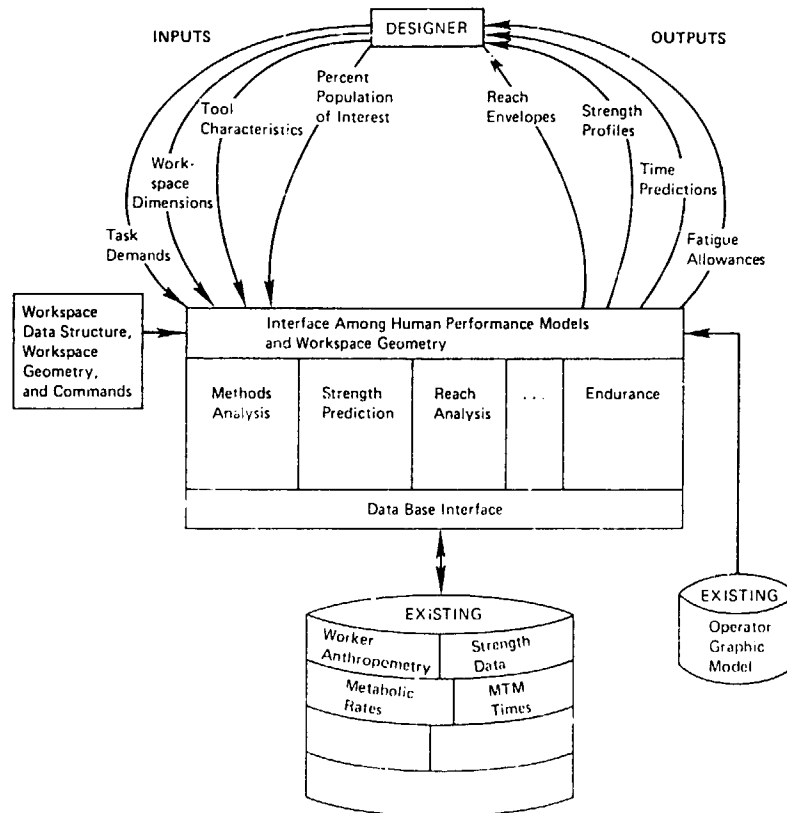 INPUTS
DESIGNER
OUTPUTS
Percent
Population
of Interest
Tool
Characteristics
Work-
space
Dimensions
Task
Demands
Reach
Envelopes
Strength
Profiles
Time
Predictions
Fatigue
Allowances
Workspace
Data Structure,
Workspace
Geometry,
and Commands
Interface Among Human Performance Models
and Workspace Geometry
Methods
Analysis
Strength
Prediction
Reach
Analysis
...
Endurance
Data Base Interface
EXISTING
Worker
Anthropometry
Strength
Data
Metabolic
Rates
MTM
Times
EXISTING
Operator
Graphic
Model